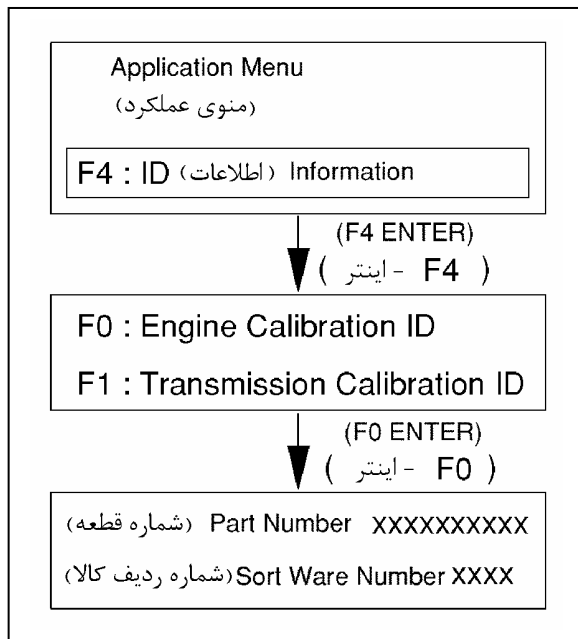 Application Menu
(منوی عملکرد)
F4 : ID (اطلاعات) Information
(F4 ENTER)
( F4 - اینتر )
F0 : Engine Calibration ID
F1 : Transmission Calibration ID
(F0 ENTER)
( F0 - اینتر )
(شماره قطعه) Part Number XXXXXXXXXX
(شماره ردیف کالا) Sort Ware Number XXXX